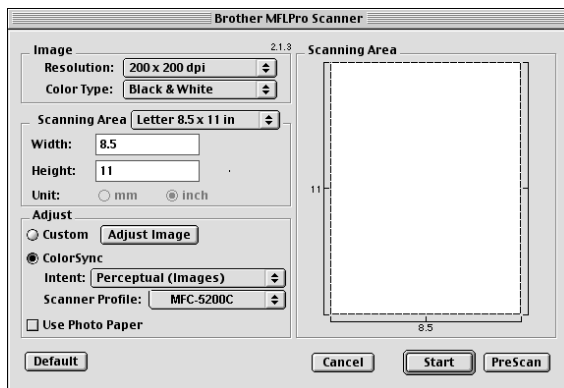 Brother MFLPro Scanner
Image 2.1.3
Resolution: 200 x 200 dpi
Color Type: Black & White
Scanning Area Letter 8.5 x 11 in
Width: 8.5
Height: 11
Unit: mm inch
Adjust
Custom Adjust Image
ColorSync
Intent: Perceptual (Images)
Scanner Profile: MFC-5200C
Use Photo Paper
Scanning Area
11
8.5
Default Cancel Start PreScan